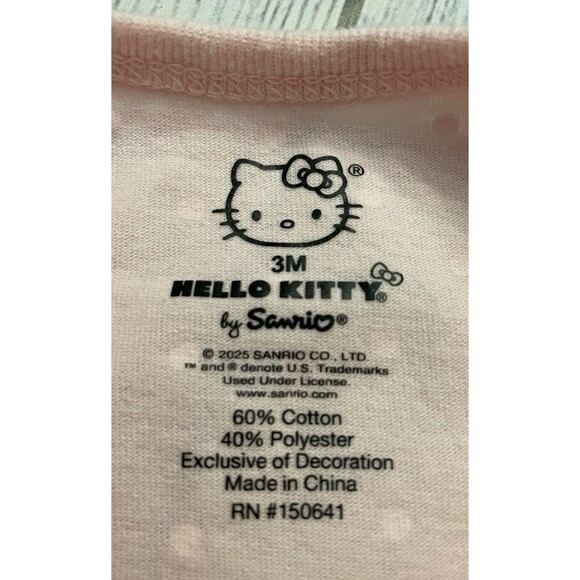 ®
3M
HELLO KITTY®
by Sanrio®
© 2025 SANRIO CO., LTD.
™ and ® denote U.S. Trademarks
Used Under License.
www.sanrio.com
60% Cotton
40% Polyester
Exclusive of Decoration
Made in China
RN #150641